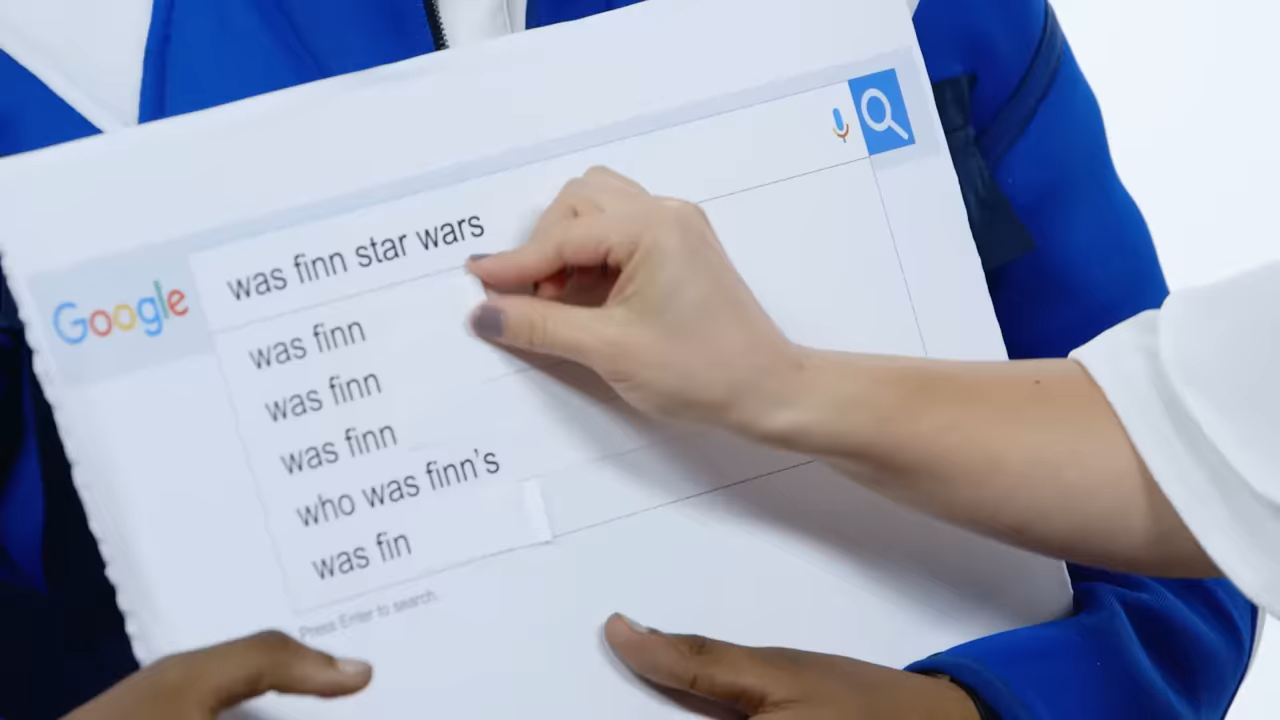 Google
was finn star wars
was finn
was finn
was finn
who was finn's
was fin
Press Enter to search.